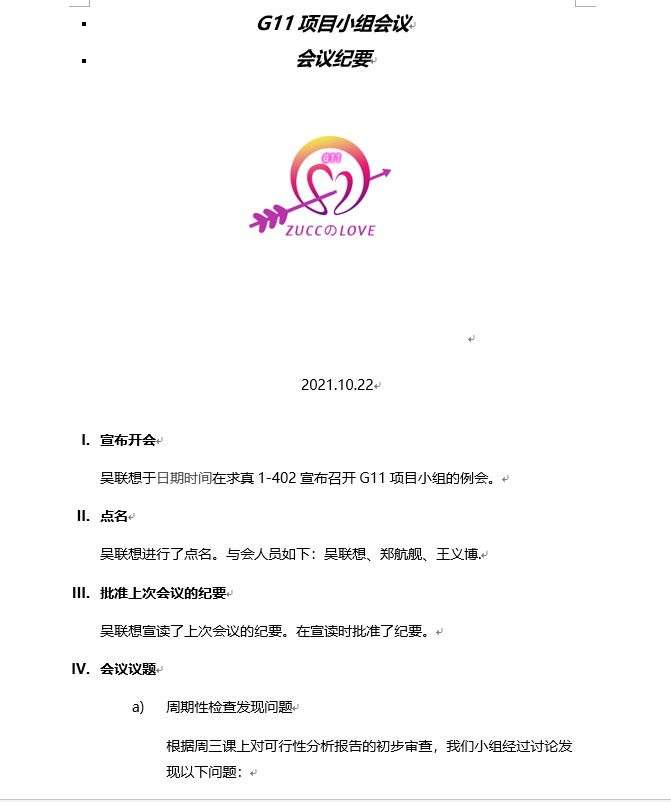 G11 项目小组会议
会议纪要
G11
ZUCCのLOVE
2021.10.22
I. 宣布开会
吴联想于日期时间在求真 1-402 宣布召开 G11 项目小组的例会。
II. 点名
吴联想进行了点名。与会人员如下：吴联想、郑航舰、王义博.
III. 批准上次会议的纪要
吴联想宣读了上次会议的纪要。在宣读时批准了纪要。
IV. 会议议题
a) 周期性检查发现问题
根据周三课上对可行性分析报告的初步审查，我们小组经过讨论发
现以下问题：